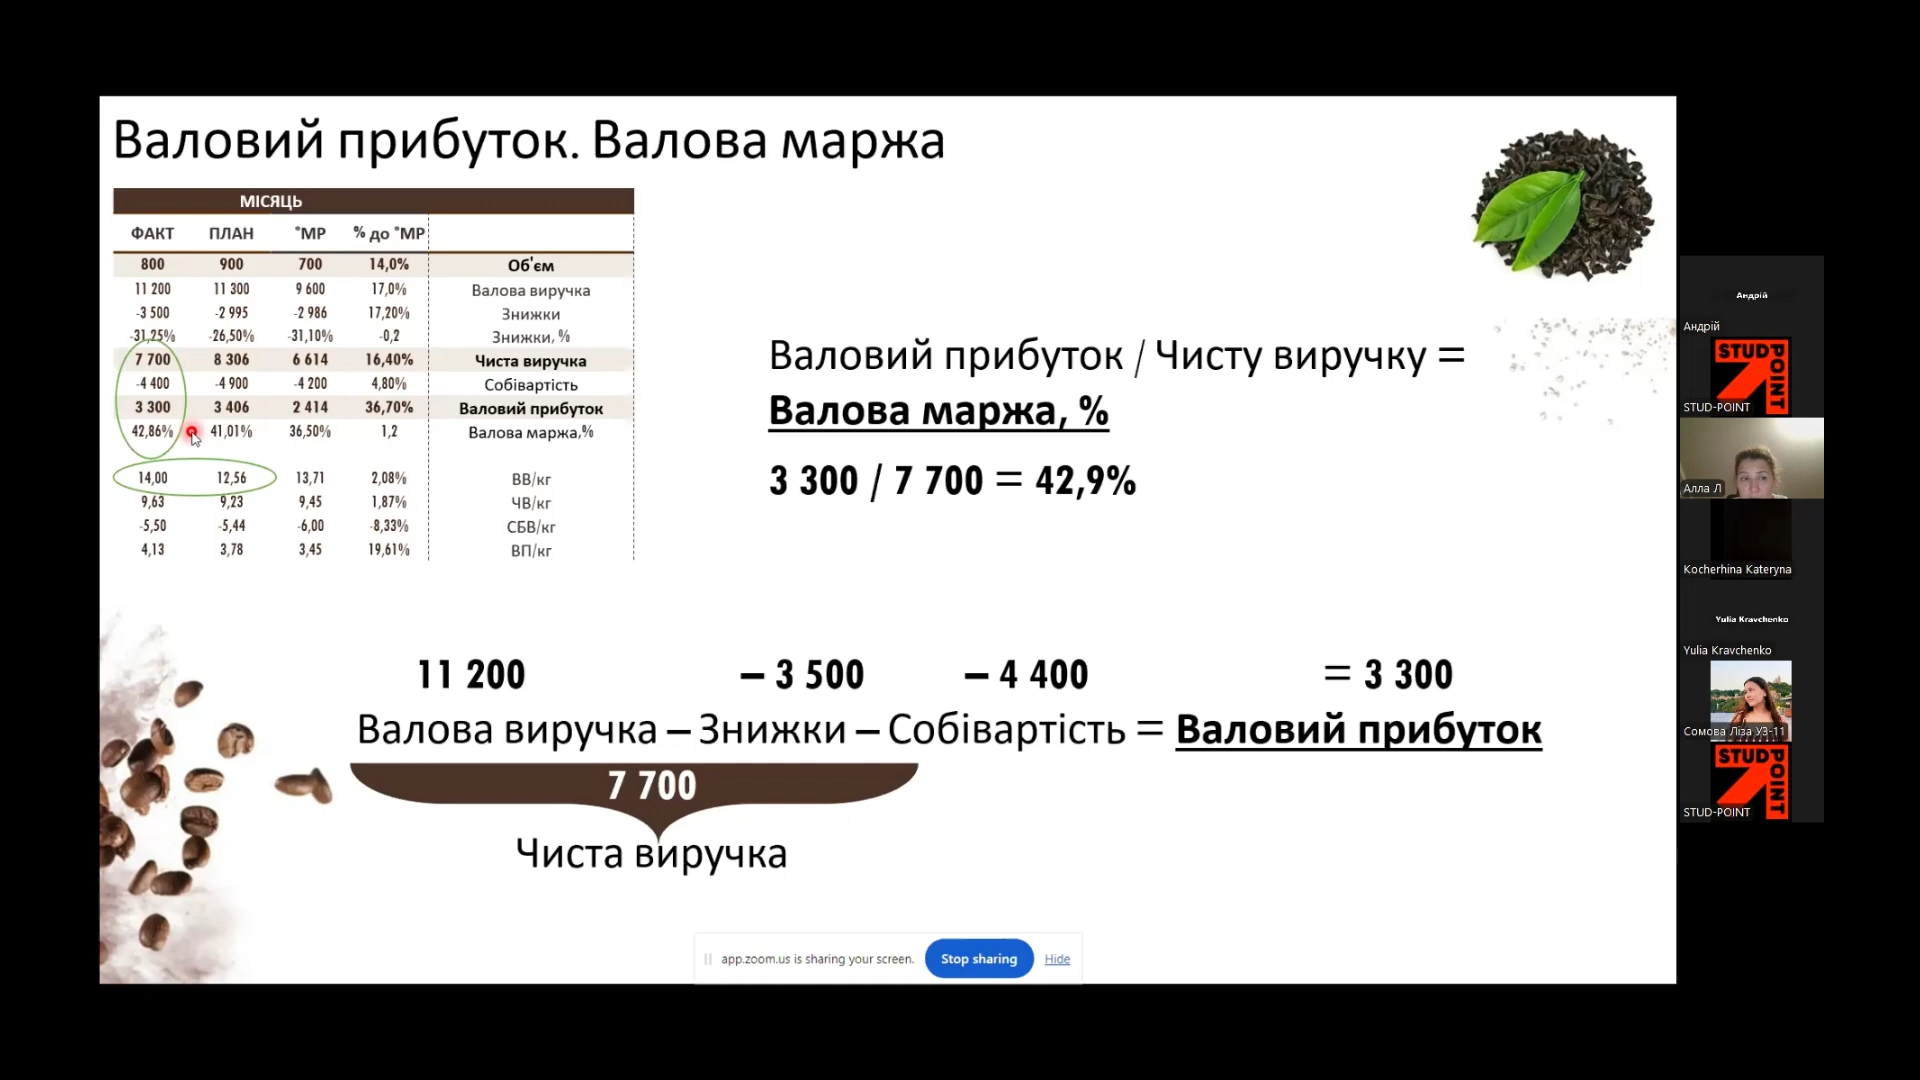 Валовий прибуток. Валова маржа
МІСЯЦЬ
ФАКТ ПЛАН *МР % до *МР
800 900 700 14,0% Об'єм
11 200 11 300 9 600 17,0% Валова виручка
-3 500 -2 995 -2 986 17,20% Знижки
-31,25% -26,50% -31,10% -0,2 Знижки, %
7 700 8 306 6 614 16,40% Чиста виручка
-4 400 -4 900 -4 200 4,80% Собівартість
3 300 3 406 2 414 36,70% Валовий прибуток
42,86% 41,01% 36,50% 1,2 Валова маржа,%
14,00 12,56 13,71 2,08% ВВ/кг
9,63 9,23 9,45 1,87% ЧВ/кг
-5,50 -5,44 -6,00 -8,33% СБВ/кг
4,13 3,78 3,45 19,61% ВП/кг
Валовий прибуток / Чисту виручку =
Валова маржа, %
3 300 / 7 700 = 42,9%
11 200 – 3 500 – 4 400 = 3 300
Валова виручка – Знижки – Собівартість = Валовий прибуток
7 700
Чиста виручка
app.zoom.us is sharing your screen. Stop sharing Hide
Андрій
Андрій
STUD
POINT
STUD-POINT
Алла Л
Kocherhina Kateryna
Yulia Kravchenko
Yulia Kravchenko
Сомова Ліза УЗ-11
STUD
POINT
STUD-POINT